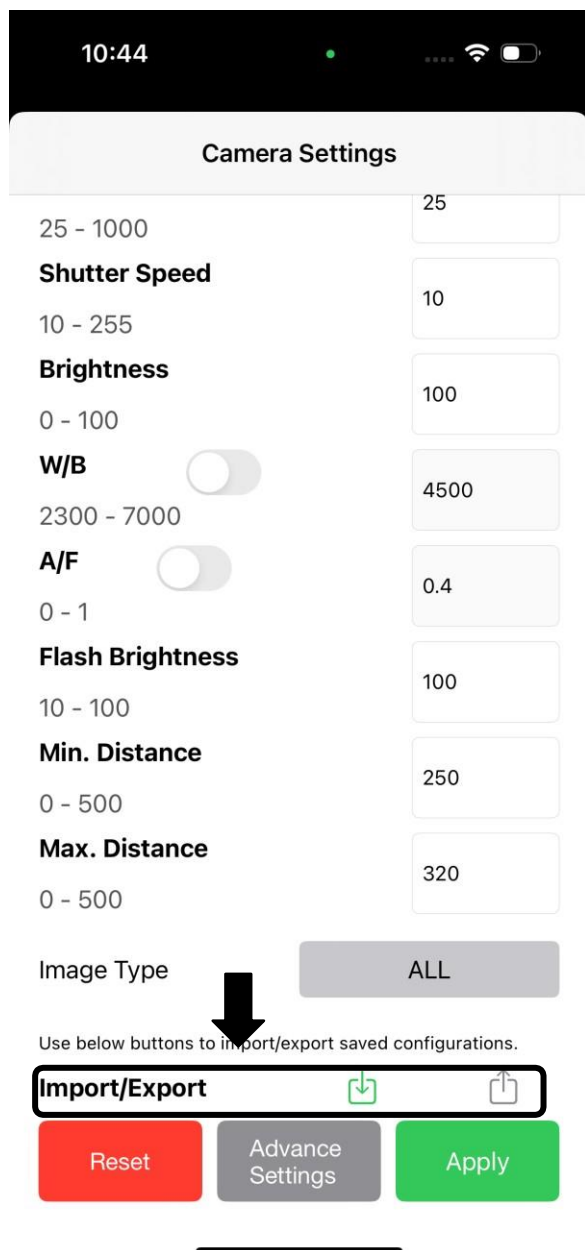 10:44
Camera Settings
25
25 - 1000
Shutter Speed
10
10 - 255
Brightness
100
0 - 100
W/B
4500
2300 - 7000
A/F
0.4
0 - 1
Flash Brightness
100
10 - 100
Min. Distance
250
0 - 500
Max. Distance
320
0 - 500
Image Type
ALL
Use below buttons to import/export saved configurations.
Import/Export
Reset
Advance
Settings
Apply